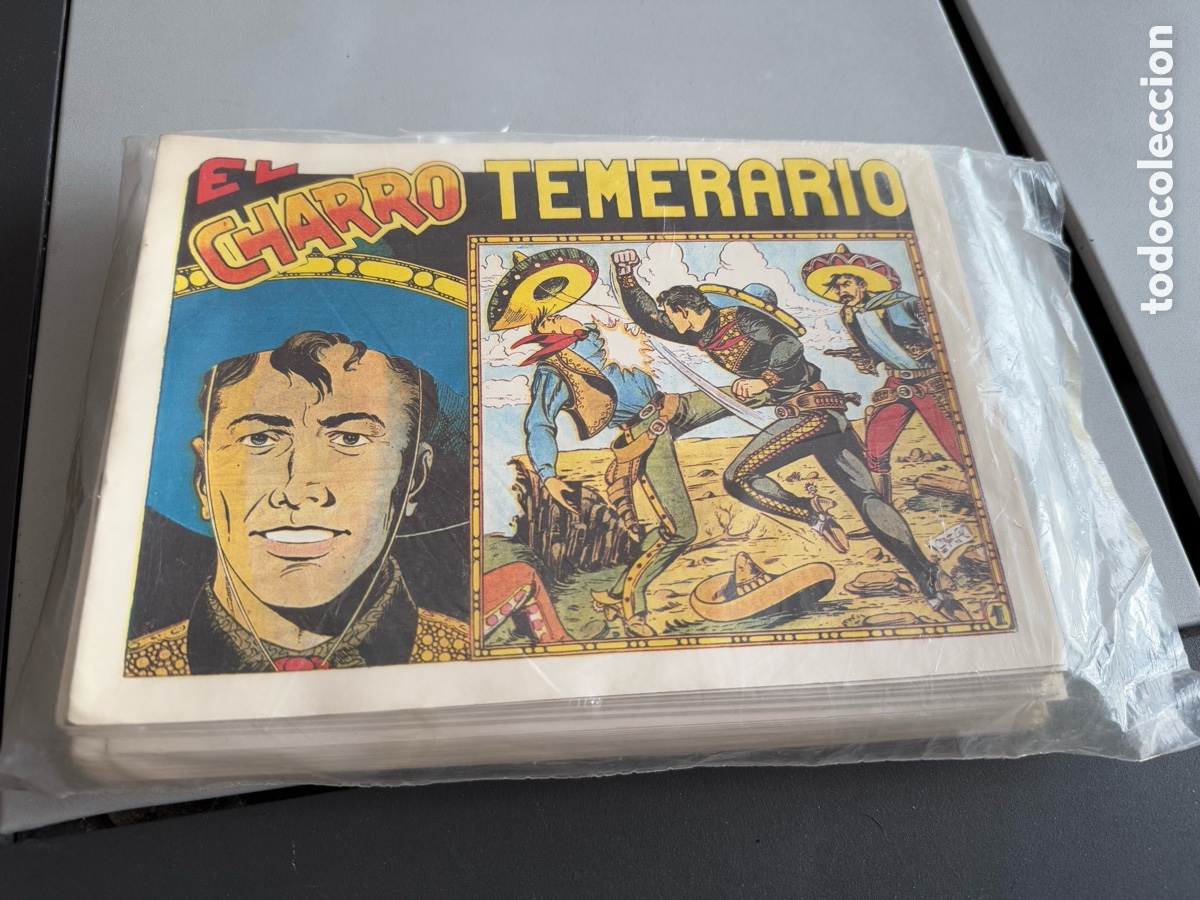 EL
CHARRO TEMERARIO
1
todocoleccion